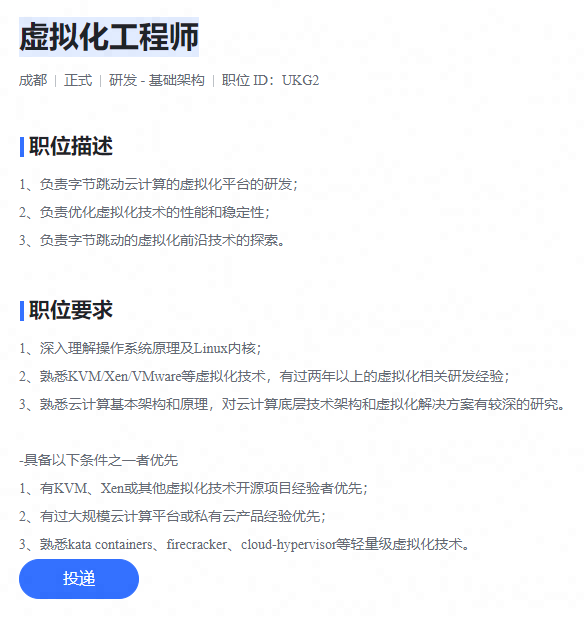 虚拟化工程师
成都 | 正式 | 研发 - 基础架构 | 职位 ID：UKG2
职位描述
1、负责字节跳动云计算的虚拟化平台的研发；
2、负责优化虚拟化技术的性能和稳定性；
3、负责字节跳动的虚拟化前沿技术的探索。
职位要求
1、深入理解操作系统原理及Linux内核；
2、熟悉KVM/Xen/VMware等虚拟化技术，有过两年以上的虚拟化相关研发经验；
3、熟悉云计算基本架构和原理，对云计算底层技术架构和虚拟化解决方案有较深的研究。
-具备以下条件之一者优先
1、有KVM、Xen或其他虚拟化技术开源项目经验者优先；
2、有过大规模云计算平台或私有云产品经验优先；
3、熟悉kata containers、firecracker、cloud-hypervisor等轻量级虚拟化技术。
投递